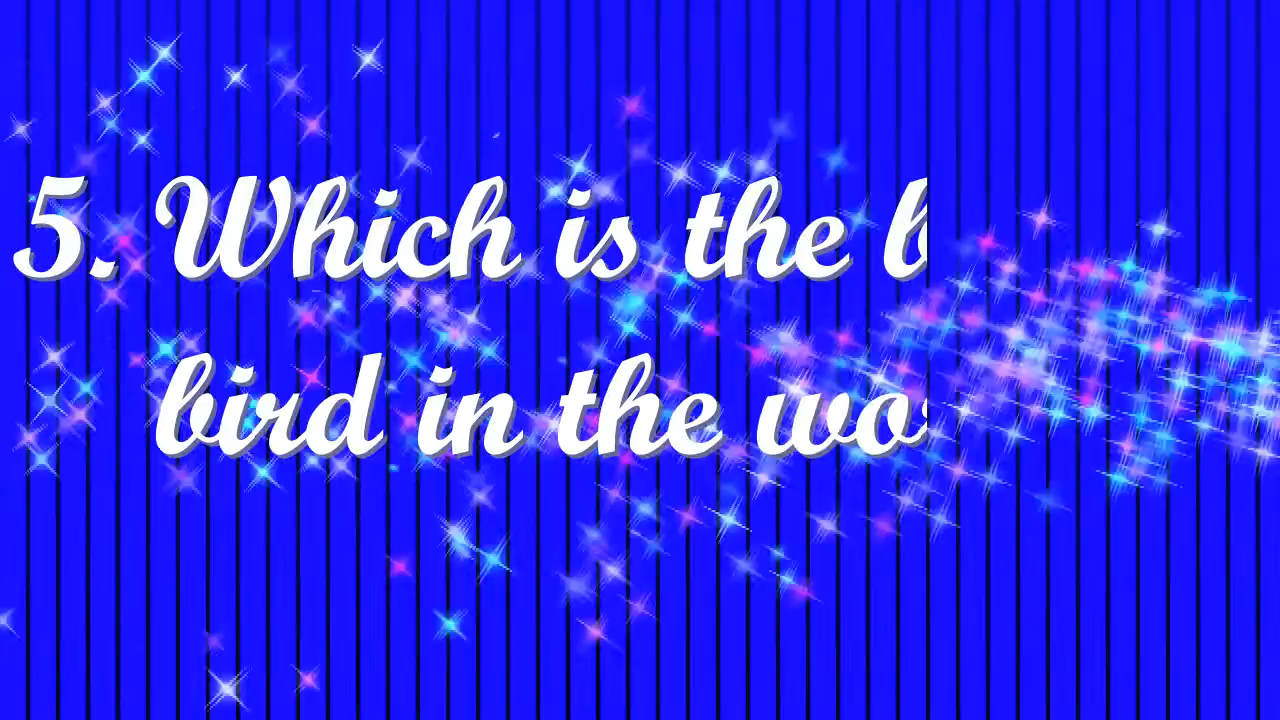 5. Which is the
bird in the